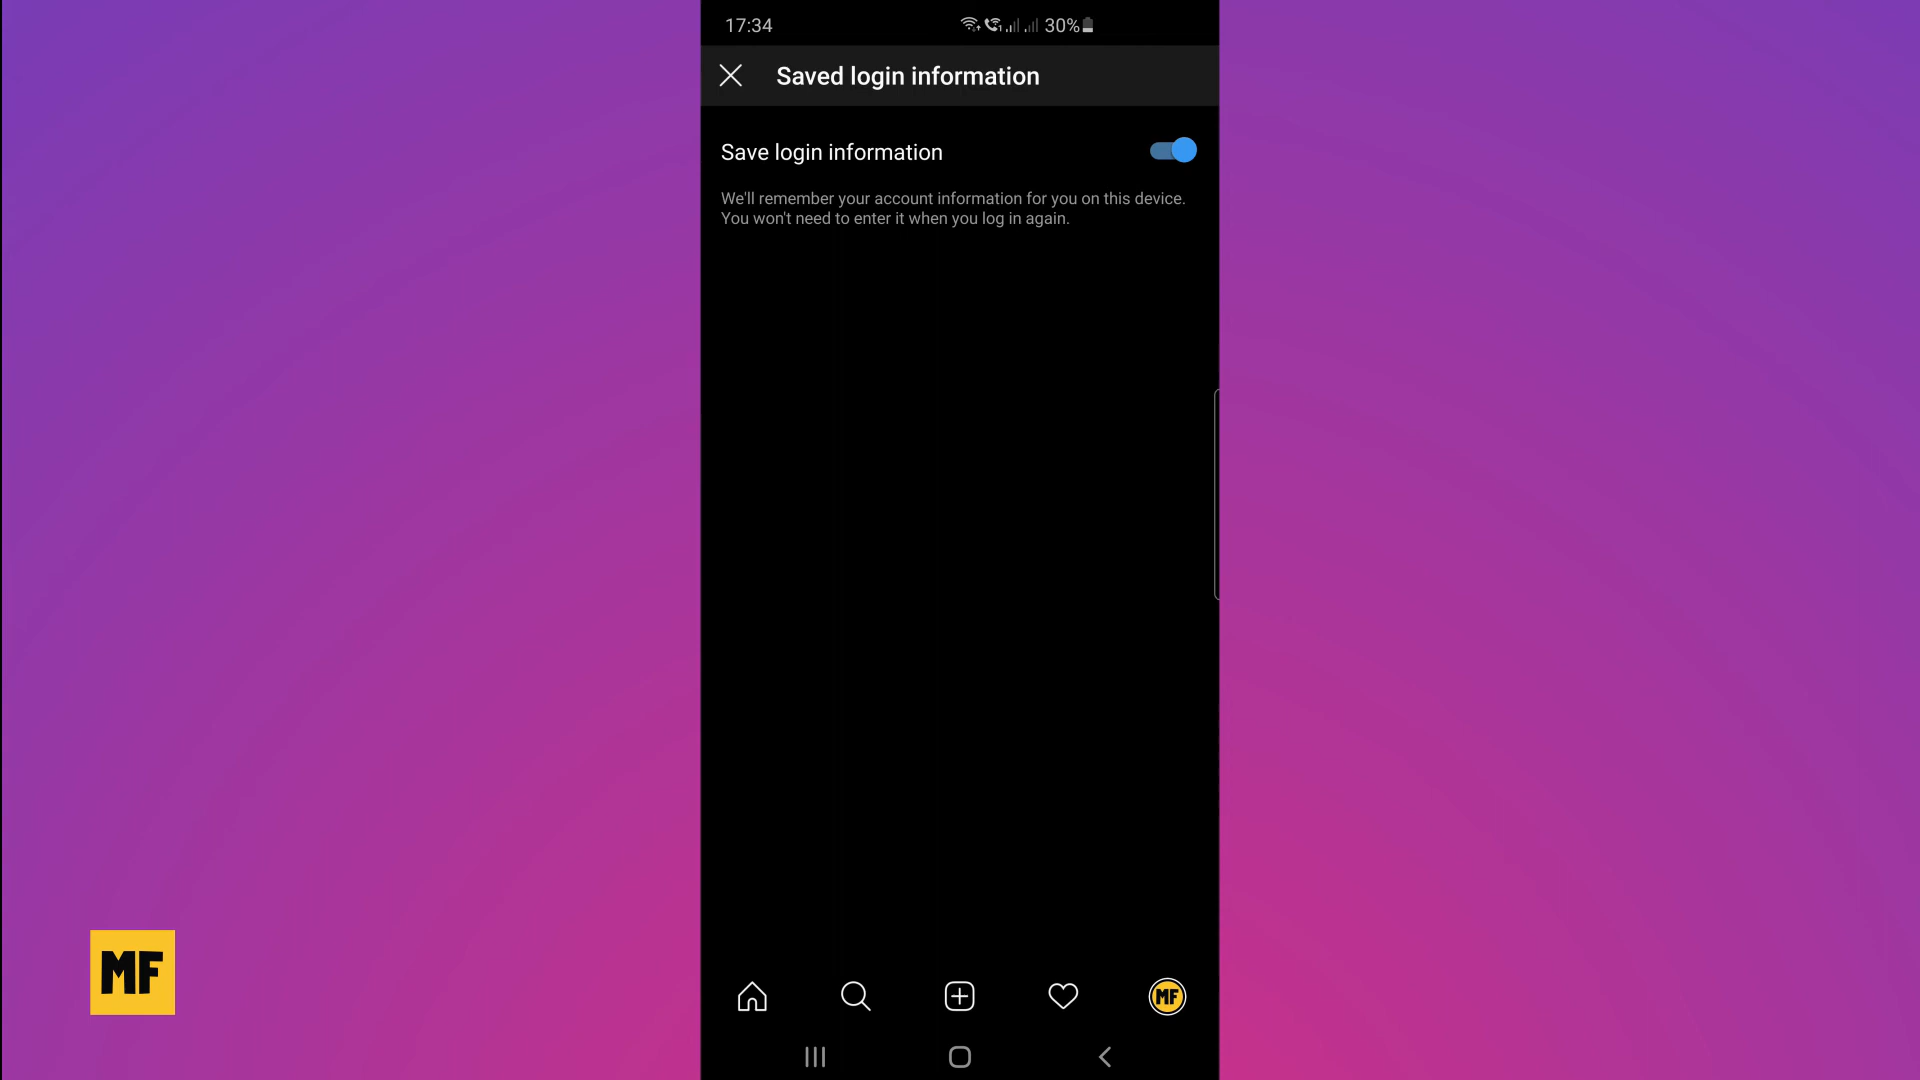 17:34
30%
Saved login information
Save login information
We'll remember your account information for you on this device.
You won't need to enter it when you log in again.
MF
MF